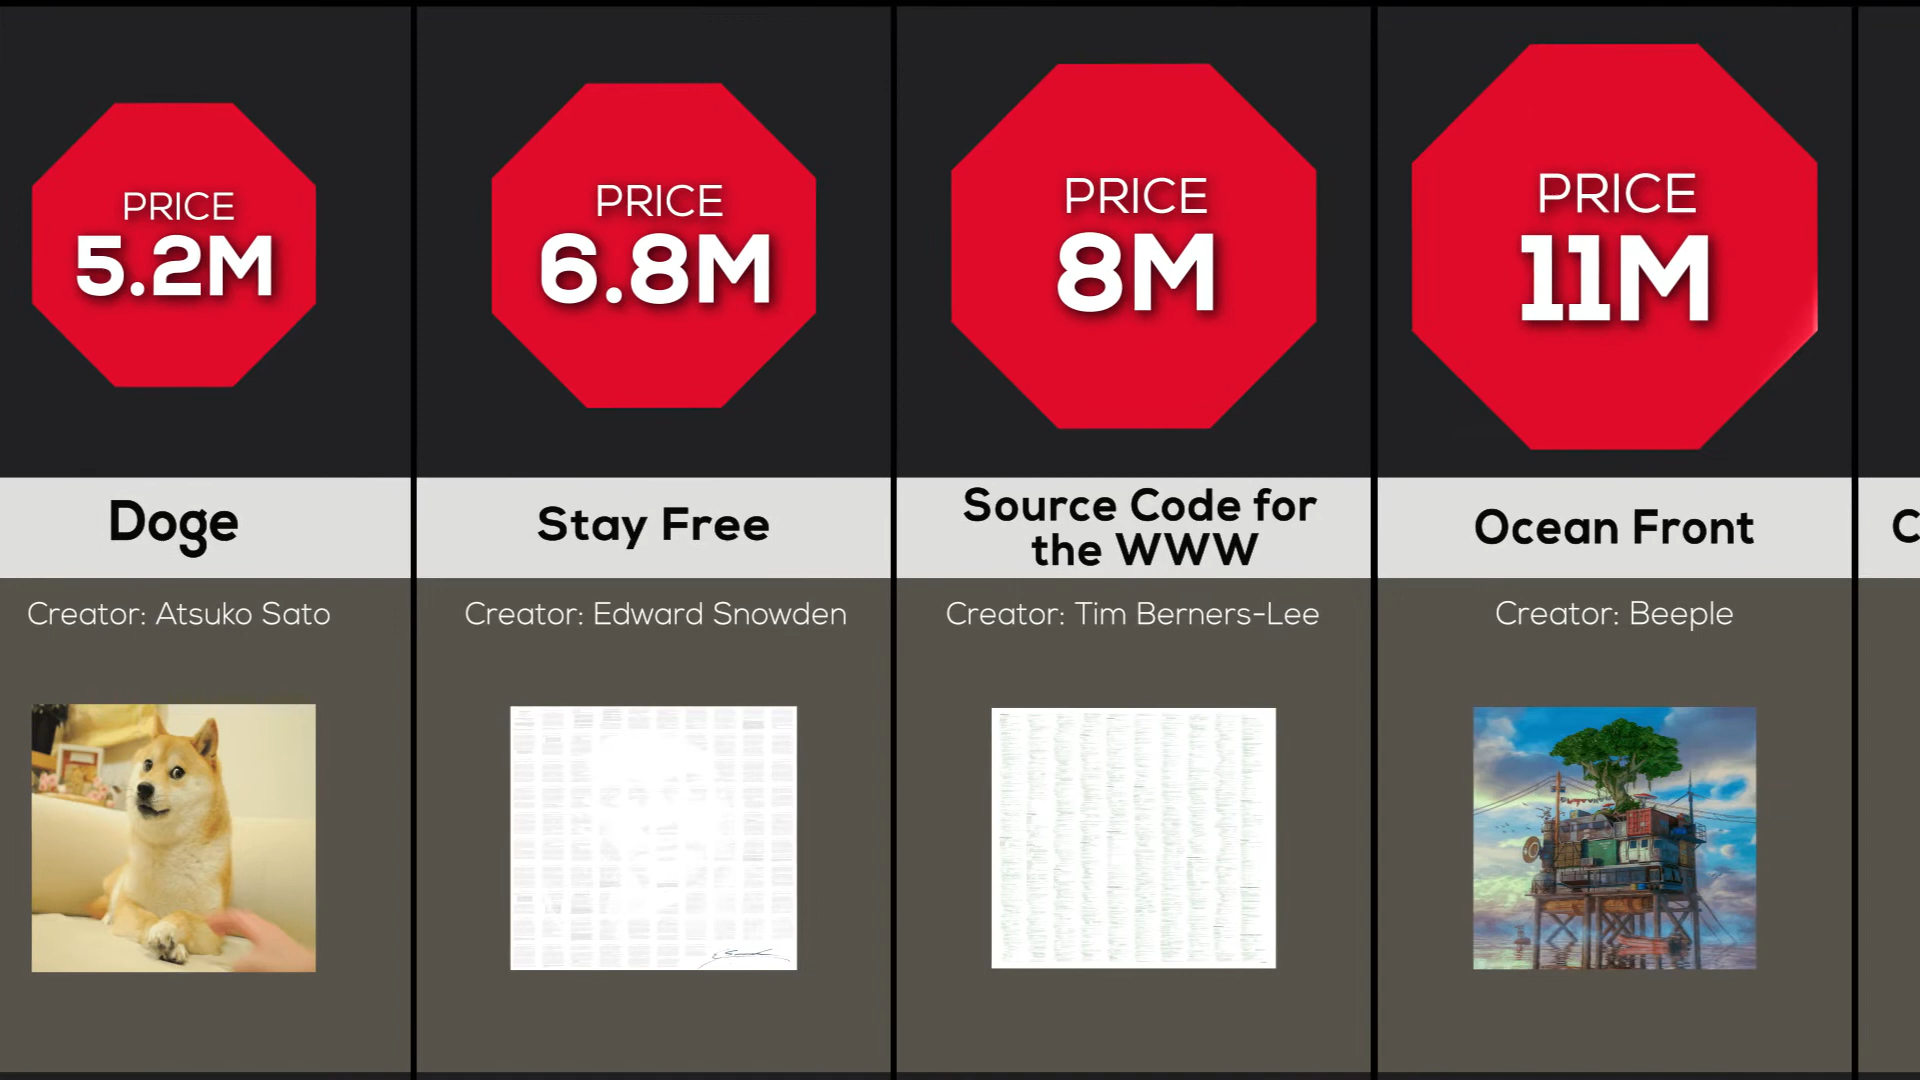 PRICE
5.2M
Doge
Creator: Atsuko Sato
PRICE
6.8M
Stay Free
Creator: Edward Snowden
PRICE
8M
Source Code for
the WWW
Creator: Tim Berners-Lee
PRICE
11M
Ocean Front
Creator: Beeple
C